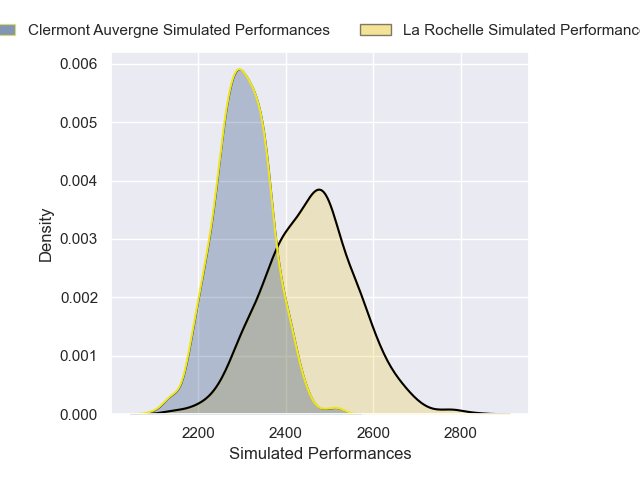 Clermont Auvergne Simulated Performances
La Rochelle Simulated Performanc
0.006
0.005
0.004
0.003
0.002
0.001
0.000
Density
2200 2400 2600 2800
Simulated Performances